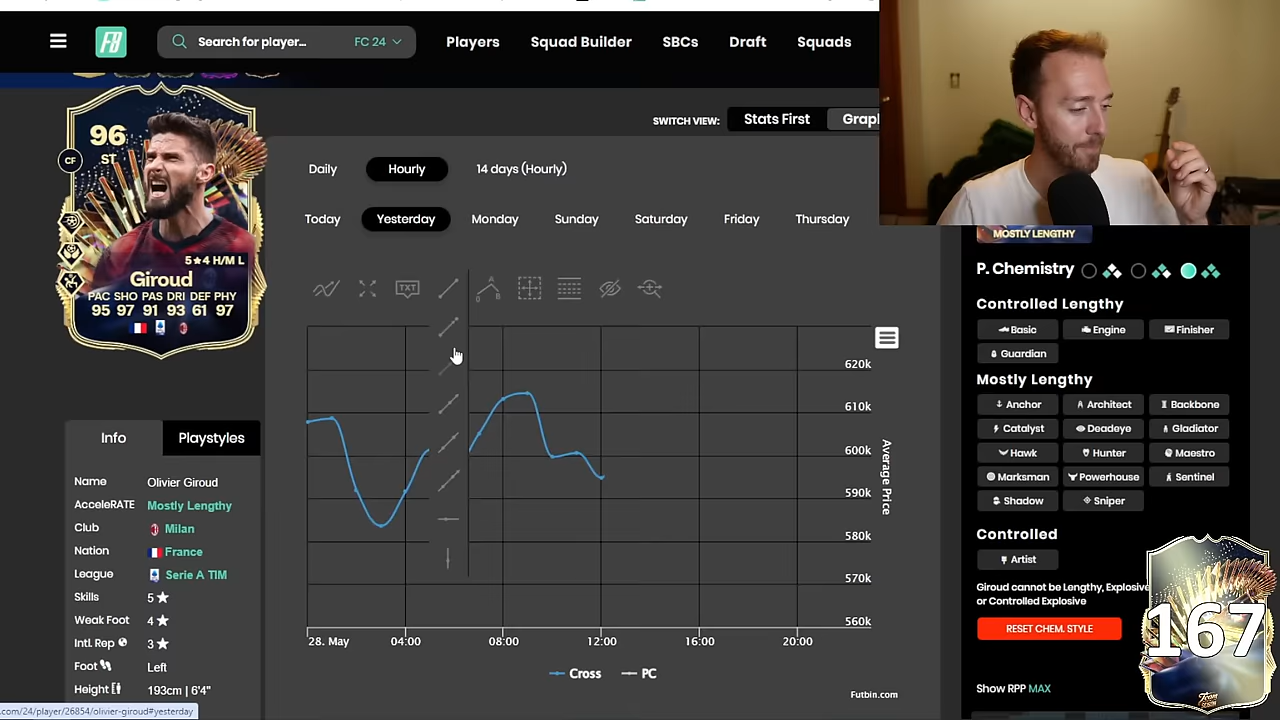 FB
Search for player...
FC 24
Players
Squad Builder
SBCs
Draft
Squads
96
ST
CF
5★4 H/M L
Giroud
PAC SHO PAS DRI DEF PHY
95 97 91 93 61 97
SWITCH VIEW:
Stats First
Grap
Daily
Hourly
14 days (Hourly)
Today
Yesterday
Monday
Sunday
Saturday
Friday
Thursday
TXT
620k
610k
600k
590k
580k
570k
560k
Average Price
28. May
04:00
08:00
12:00
16:00
20:00
Cross
PC
Futbin.com
Info
Playstyles
Name Olivier Giroud
AcceleRATE Mostly Lengthy
Club Milan
Nation France
League Serie A TIM
Skills 5★
Weak Foot 4★
Intl. Rep 3★
Foot Left
Height 193cm | 6'4"
.com/24/player/26854/olivier-giroud#yesterday
MOSTLY LENGTHY
P. Chemistry
Controlled Lengthy
Basic
Engine
Finisher
Guardian
Mostly Lengthy
Anchor
Architect
Backbone
Catalyst
Deadeye
Gladiator
Hawk
Hunter
Maestro
Marksman
Powerhouse
Sentinel
Shadow
Sniper
Controlled
Artist
Giroud cannot be Lengthy, Explosive
or Controlled Explosive
RESET CHEM. STYLE
Show RPP MAX
167